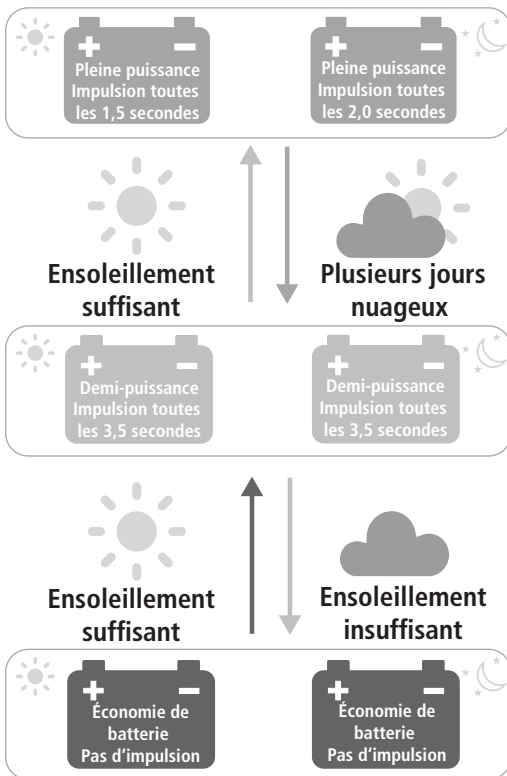 Pleine puissance
Impulsion toutes
les 1,5 secondes
Pleine puissance
Impulsion toutes
les 2,0 secondes
Ensoleillement
suffisant
Plusieurs jours
nuageux
Demi-puissance
Impulsion toutes
les 3,5 secondes
Demi-puissance
Impulsion toutes
les 3,5 secondes
Ensoleillement
suffisant
Ensoleillement
insuffisant
Économie de
batterie
Pas d'impulsion
Économie de
batterie
Pas d'impulsion